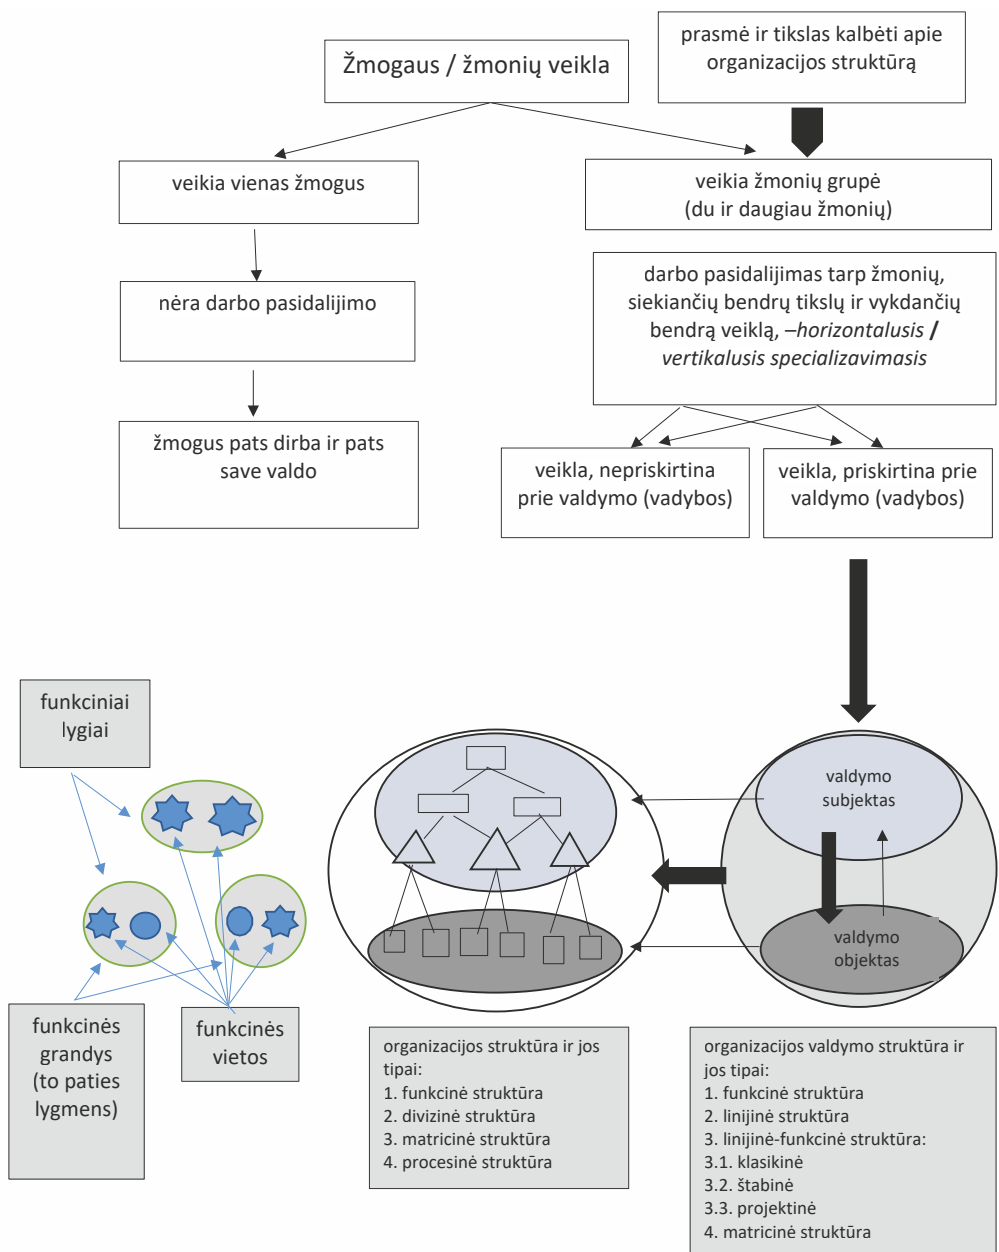 Žmogaus / žmonių veikla
prasmė ir tikslas kalbėti apie
organizacijos struktūrą
veikia vienas žmogus
veikia žmonių grupė
(du ir daugiau žmonių)
nėra darbo pasidalijimo
darbo pasidalijimas tarp žmonių,
siekiančių bendrų tikslų ir vykdančių
bendrą veiklą, –horizontalusis /
vertikalusis specializavimasis
žmogus pats dirba ir pats
save valdo
veikla, nepriskirtina
prie valdymo (vadybos)
veikla, priskirtina prie
valdymo (vadybos)
funkciniai
lygiai
valdymo
subjektas
valdymo
objektas
funkcinės
grandys
(to paties
lygmens)
funkcinės
vietos
organizacijos struktūra ir jos
tipai:
1. funkcinė struktūra
2. divizinė struktūra
3. matricinė struktūra
4. procesinė struktūra
organizacijos valdymo struktūra ir
jos tipai:
1. funkcinė struktūra
2. linijinė struktūra
3. linijinė-funkcinė struktūra:
3.1. klasikinė
3.2. štabinė
3.3. projektinė
4. matricinė struktūra